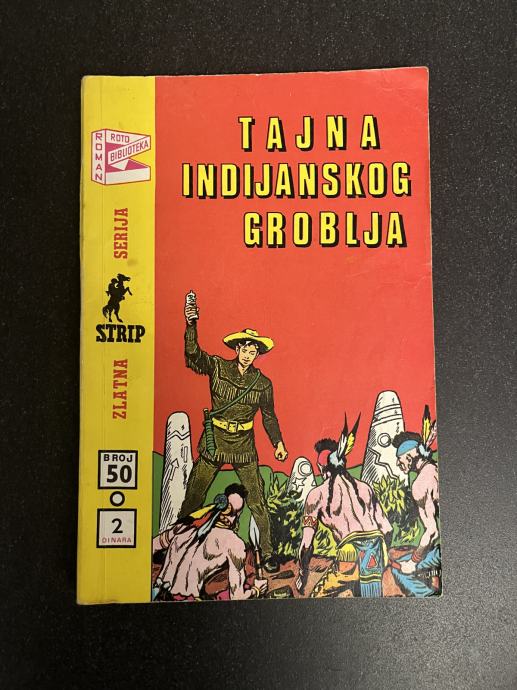 TAJNA
INDIJANSKOG
GROBLJA
ROMAN
ROTO
BIBLIOTEKA
ZLATNA SERIJA
STRIP
BROJ
50
2
DINARA